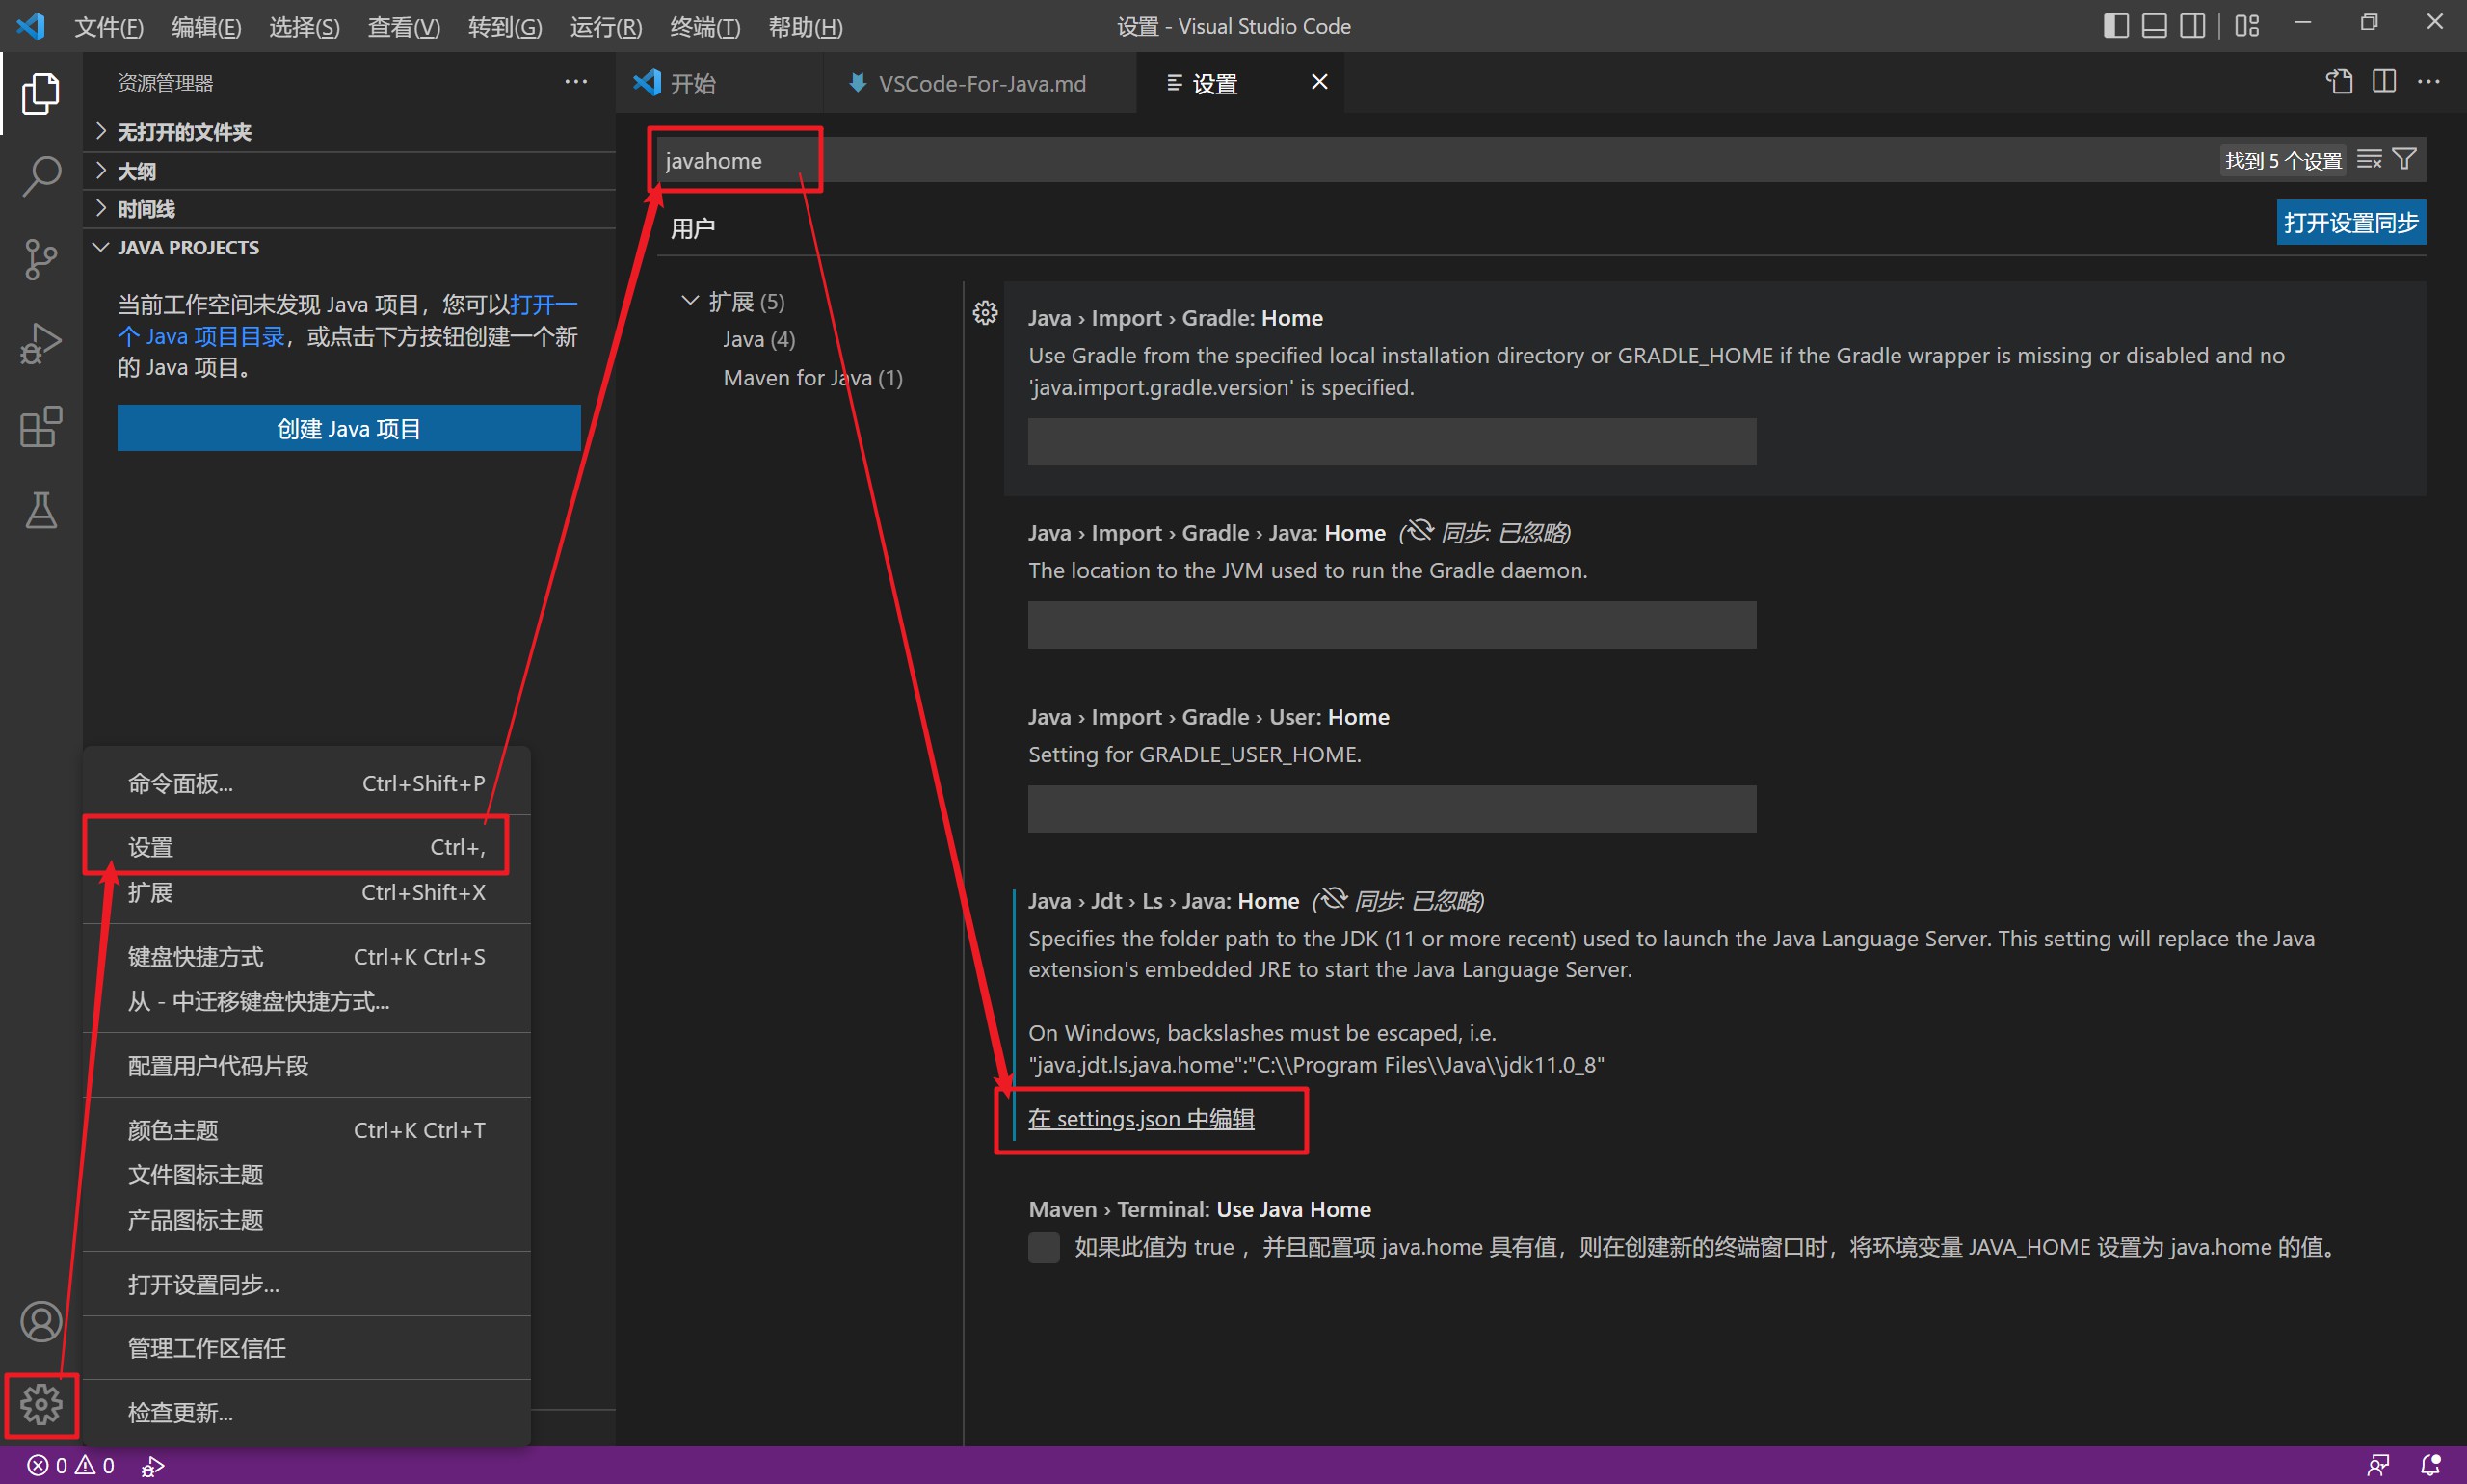 文件(F) 编辑(E) 选择(S) 查看(V) 转到(G) 运行(R) 终端(T) 帮助(H)
设置 - Visual Studio Code
资源管理器
开始
VSCode-For-Java.md
设置
无打开的文件夹
大纲
时间线
JAVA PROJECTS
当前工作空间未发现 Java 项目，您可以打开一
个 Java 项目目录，或点击下方按钮创建一个新
的 Java 项目。
创建 Java 项目
javahome
找到 5 个设置
用户
打开设置同步
扩展 (5)
Java (4)
Maven for Java (1)
Java › Import › Gradle: Home
Use Gradle from the specified local installation directory or GRADLE_HOME if the Gradle wrapper is missing or disabled and no
'java.import.gradle.version' is specified.
Java › Import › Gradle › Java: Home (同步: 已忽略)
The location to the JVM used to run the Gradle daemon.
Java › Import › Gradle › User: Home
Setting for GRADLE_USER_HOME.
Java › Jdt › Ls › Java: Home (同步: 已忽略)
Specifies the folder path to the JDK (11 or more recent) used to launch the Java Language Server. This setting will replace the Java
extension's embedded JRE to start the Java Language Server.
On Windows, backslashes must be escaped, i.e.
"java.jdt.ls.java.home":"C:\\Program Files\\Java\\jdk11.0_8"
在 settings.json 中编辑
Maven › Terminal: Use Java Home
如果此值为 true ，并且配置项 java.home 具有值，则在创建新的终端窗口时，将环境变量 JAVA_HOME 设置为 java.home 的值。
命令面板... Ctrl+Shift+P
设置 Ctrl+,
扩展 Ctrl+Shift+X
键盘快捷方式 Ctrl+K Ctrl+S
从 - 中迁移键盘快捷方式...
配置用户代码片段
颜色主题 Ctrl+K Ctrl+T
文件图标主题
产品图标主题
打开设置同步...
管理工作区信任
检查更新...
0 0